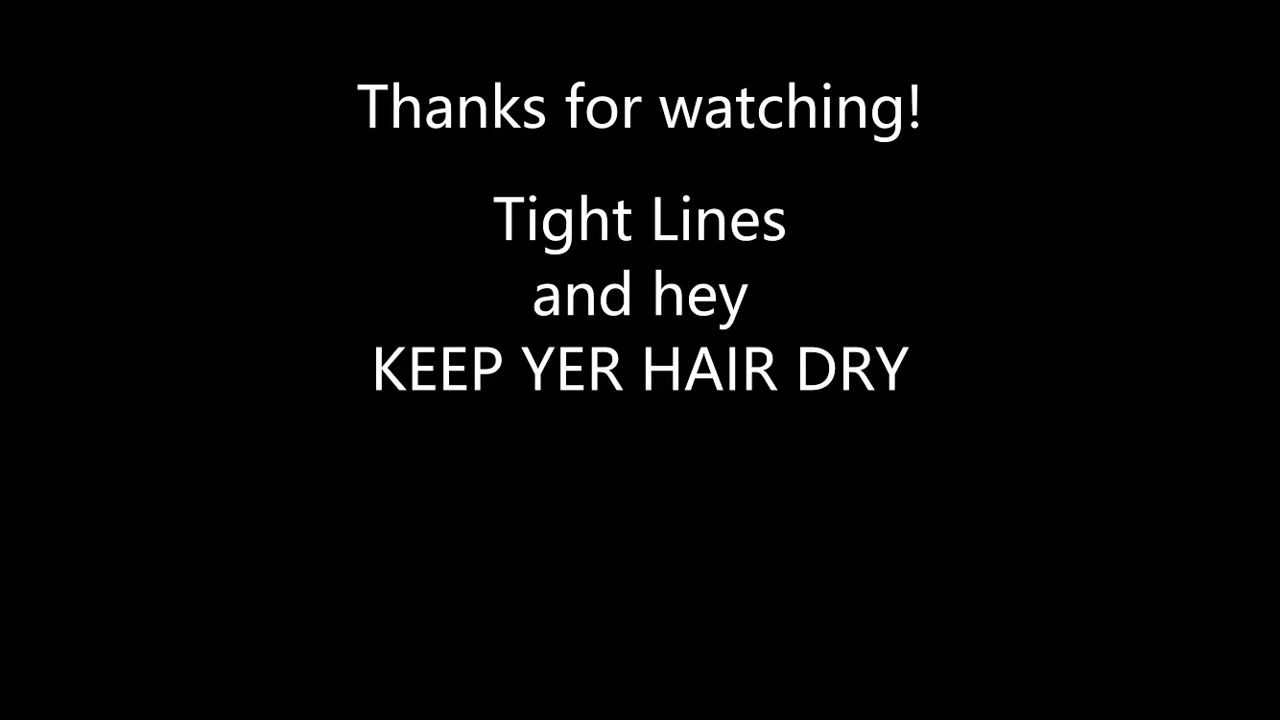 Thanks for watching!
Tight Lines
and hey
KEEP YER HAIR DRY